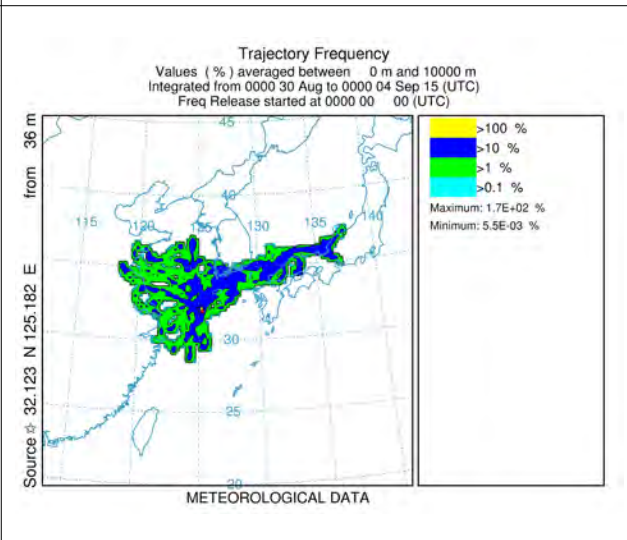 Trajectory Frequency
Values ( % ) averaged between 0 m and 10000 m
Integrated from 0000 30 Aug to 0000 04 Sep 15 (UTC)
Freq Release started at 0000 00 00 (UTC)
Source ☆ 32.123 N 125.182 E from 36 m
45
40
115
120
125
130
135
140
30
25
20
>100 %
>10 %
>1 %
>0.1 %
Maximum: 1.7E+02 %
Minimum: 5.5E-03 %
METEOROLOGICAL DATA